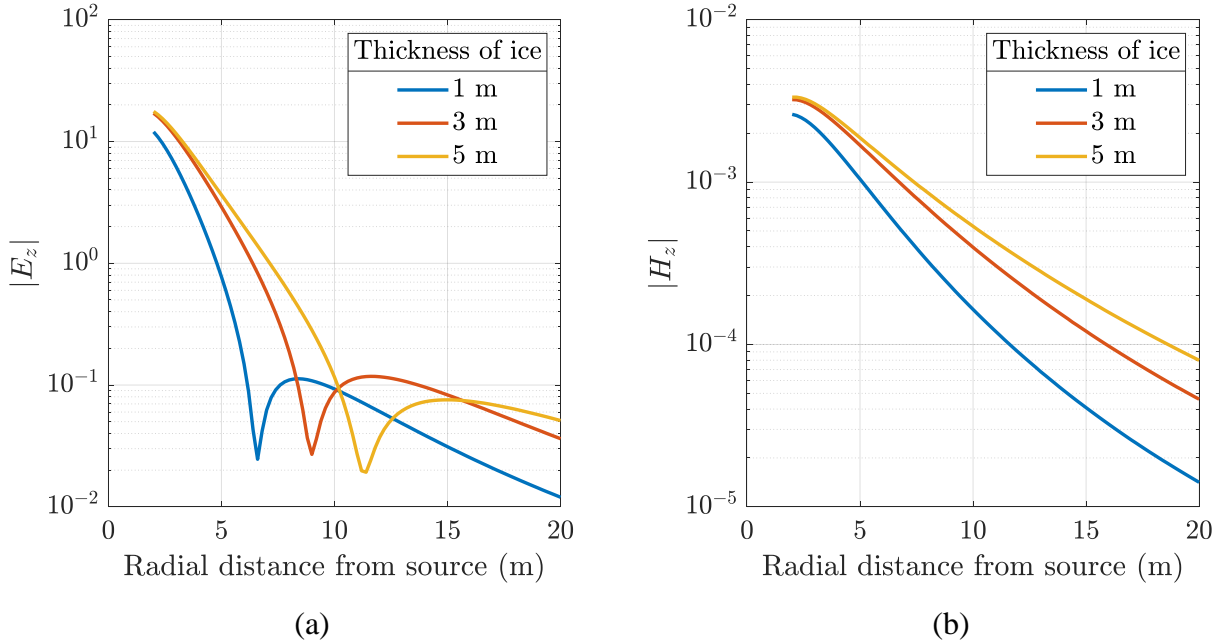 10^2
10^1
10^0
10^-1
10^-2
|E_z|
0 5 10 15 20
Radial distance from source (m)
Thickness of ice
1 m
3 m
5 m
(a)
10^-2
10^-3
10^-4
10^-5
|H_z|
0 5 10 15 20
Radial distance from source (m)
Thickness of ice
1 m
3 m
5 m
(b)